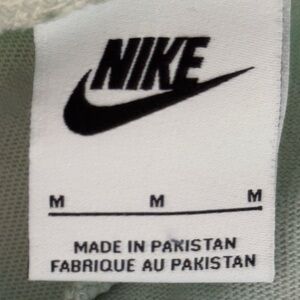 NIKE
M M M
MADE IN PAKISTAN
FABRIQUE AU PAKISTAN